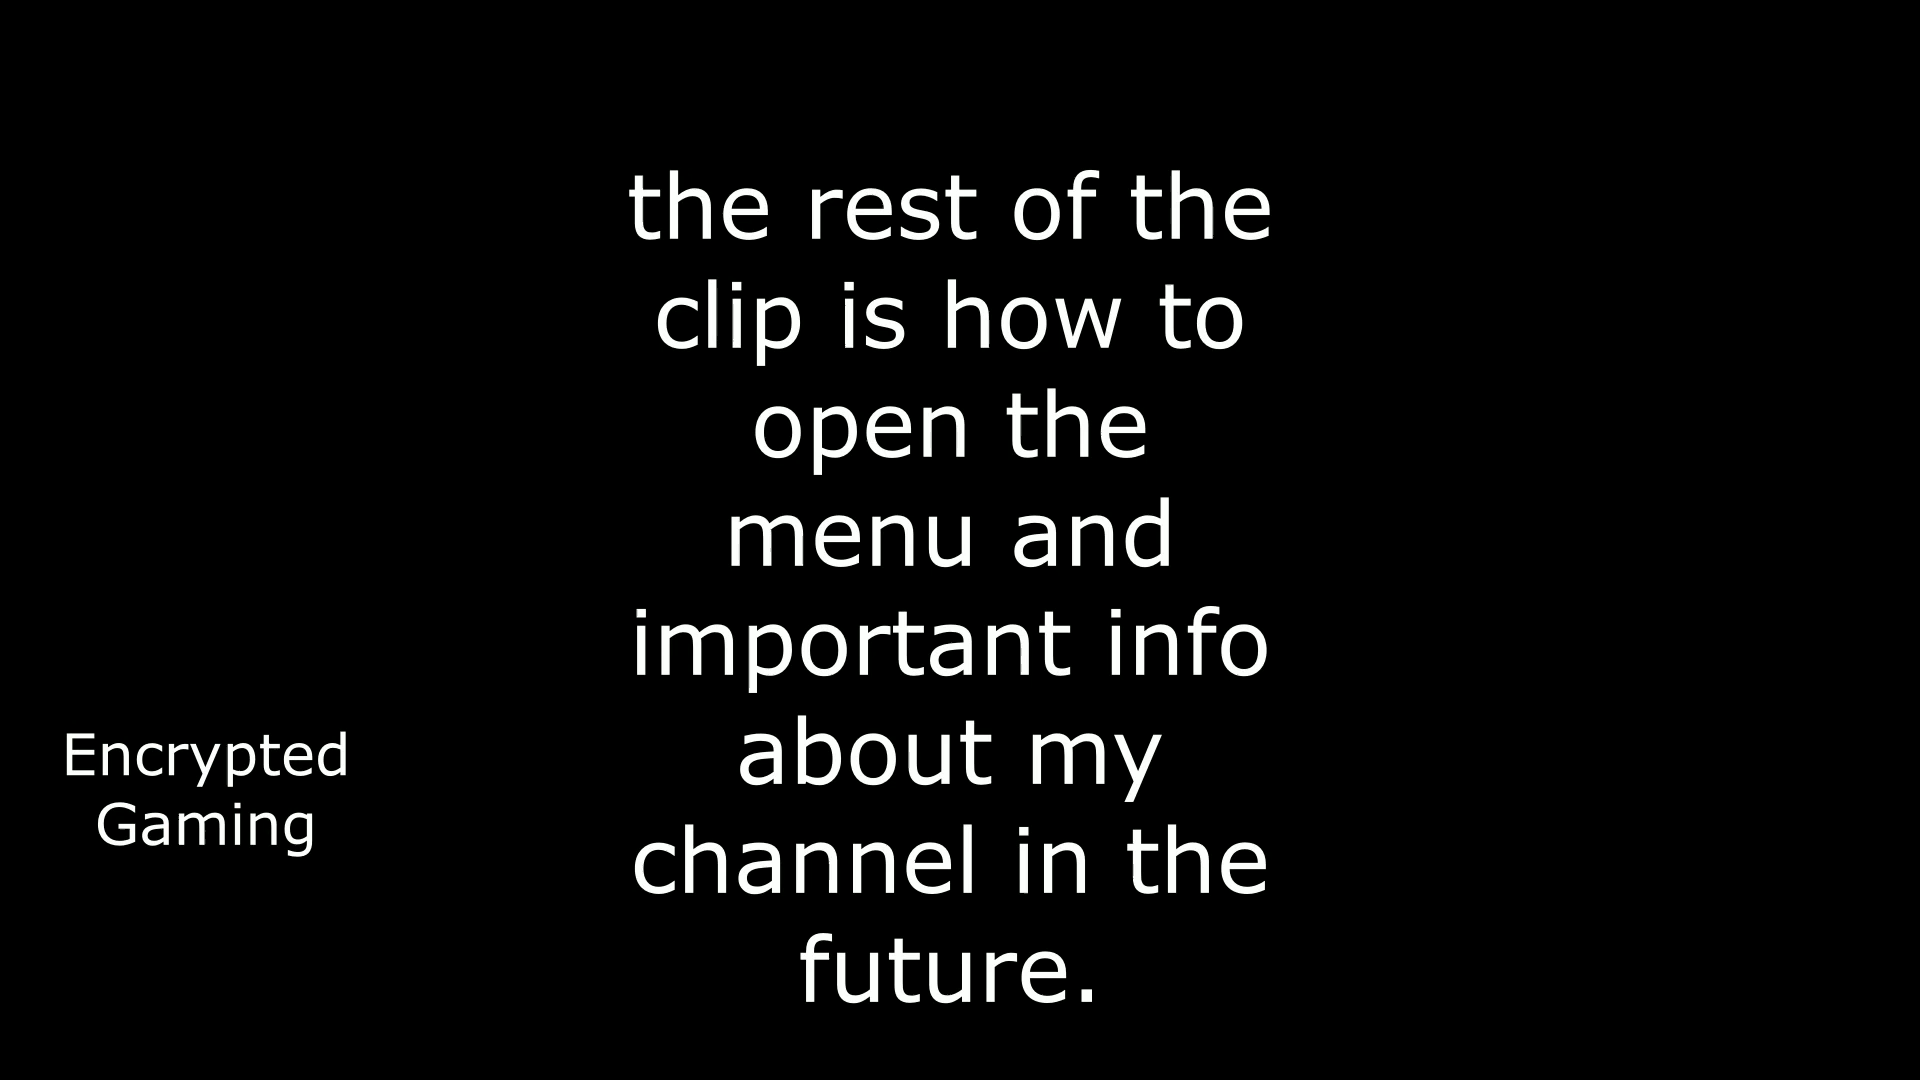 the rest of the
clip is how to
open the
menu and
important info
about my
channel in the
future.
Encrypted
Gaming